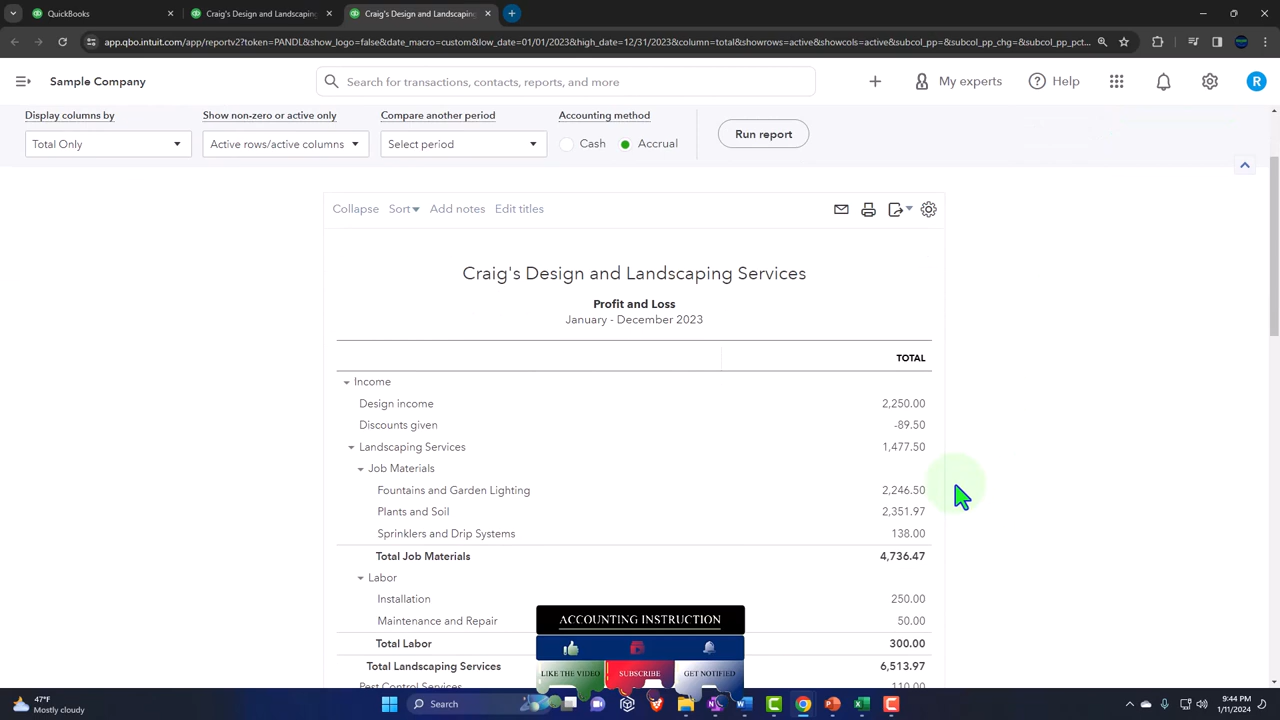 QuickBooks
Craig's Design and Landscaping
Craig's Design and Landscaping
app.qbo.intuit.com/app/reportv2?token=PANDL&show_logo=false&date_macro=custom&low_date=01/01/2023&high_date=12/31/2023&column=total&showrows=active&showcols=active&subcol_pp=&subcol_pp_chg=&subcol_pp_pct...
Sample Company
Search for transactions, contacts, reports, and more
My experts
Help
R
Display columns by
Show non-zero or active only
Compare another period
Accounting method
Total Only
Active rows/active columns
Select period
Cash
Accrual
Run report
Collapse
Sort
Add notes
Edit titles
Craig's Design and Landscaping Services
Profit and Loss
January - December 2023
TOTAL
Income
Design income 2,250.00
Discounts given -89.50
Landscaping Services 1,477.50
Job Materials
Fountains and Garden Lighting 2,246.50
Plants and Soil 2,351.97
Sprinklers and Drip Systems 138.00
Total Job Materials 4,736.47
Labor
Installation 250.00
Maintenance and Repair 50.00
Total Labor 300.00
Total Landscaping Services 6,513.97
Pest Control Services 110.00
ACCOUNTING INSTRUCTION
LIKE THE VIDEO
SUBSCRIBE
GET NOTIFIED
47°F
Mostly cloudy
Search
9:44 PM
1/11/2024